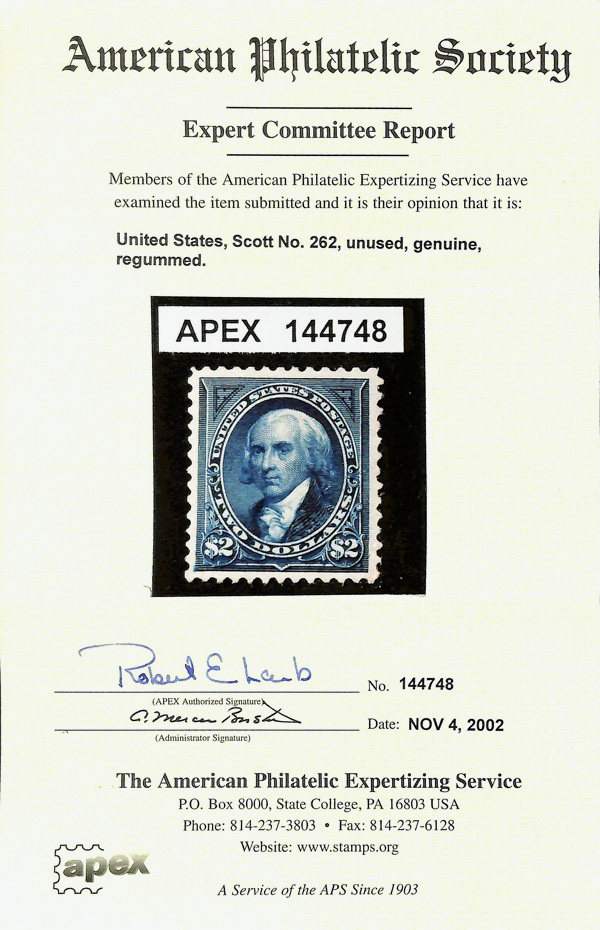 American Philatelic Society
Expert Committee Report
Members of the American Philatelic Expertizing Service have
examined the item submitted and it is their opinion that it is:
United States, Scott No. 262, unused, genuine,
regummed.
APEX 144748
UNITED STATES POSTAGE
TWO DOLLARS
$2 $2
Robert E Lamb
No. 144748
(APEX Authorized Signature)
(Administrator Signature)
Date: NOV 4, 2002
The American Philatelic Expertizing Service
P.O. Box 8000, State College, PA 16803 USA
Phone: 814-237-3803 • Fax: 814-237-6128
Website: www.stamps.org
apex
A Service of the APS Since 1903